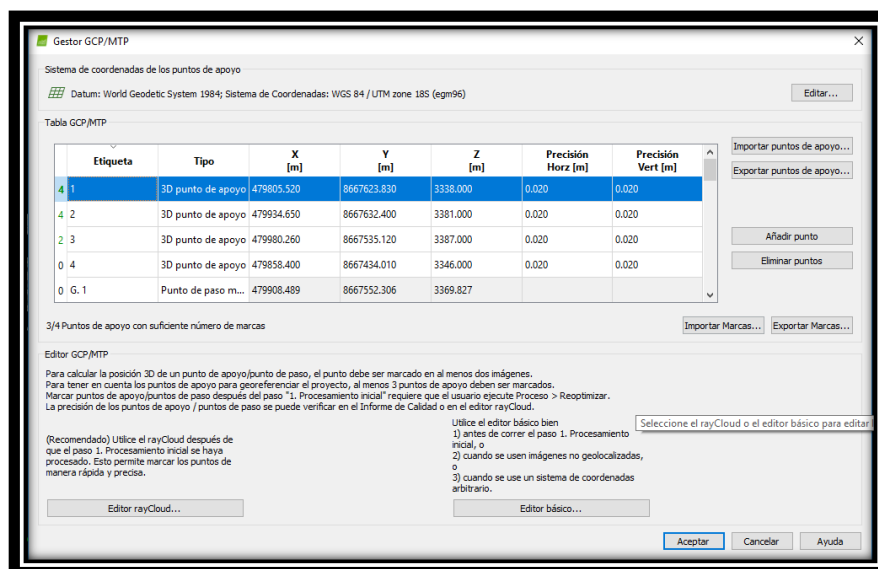 Gestor GCP/MTP
Sistema de coordenadas de los puntos de apoyo
Datum: World Geodetic System 1984; Sistema de Coordenadas: WGS 84 / UTM zone 18S (egm96)
Editar...
Tabla GCP/MTP
Etiqueta Tipo X [m] Y [m] Z [m] Precisión Horz [m] Precisión Vert [m]
4 1 3D punto de apoyo 479805.520 8667623.830 3338.000 0.020 0.020
4 2 3D punto de apoyo 479934.650 8667632.400 3381.000 0.020 0.020
2 3 3D punto de apoyo 479980.260 8667535.120 3387.000 0.020 0.020
0 4 3D punto de apoyo 479858.400 8667434.010 3346.000 0.020 0.020
0 G. 1 Punto de paso m... 479908.489 8667552.306 3369.827
Importar puntos de apoyo...
Exportar puntos de apoyo...
Añadir punto
Eliminar puntos
3/4 Puntos de apoyo con suficiente número de marcas
Importar Marcas... Exportar Marcas...
Editor GCP/MTP
Para calcular la posición 3D de un punto de apoyo/punto de paso, el punto debe ser marcado en al menos dos imágenes.
Para tener en cuenta los puntos de apoyo para georeferenciar el proyecto, al menos 3 puntos de apoyo deben ser marcados.
Marcar puntos de apoyo/puntos de paso después del paso "1. Procesamiento inicial" requiere que el usuario ejecute Proceso > Reoptimizar.
La precisión de los puntos de apoyo / puntos de paso se puede verificar en el Informe de Calidad o en el editor rayCloud.
(Recomendado) Utilice el rayCloud después de
que el paso 1. Procesamiento inicial se haya
procesado. Esto permite marcar los puntos de
manera rápida y precisa.
Editor rayCloud...
Utilice el editor básico bien
1) antes de correr el paso 1. Procesamiento
inicial, o
2) cuando se usen imágenes no geolocalizadas,
o
3) cuando se use un sistema de coordenadas
arbitrario.
Editor básico...
Seleccione el rayCloud o el editor básico para editar
Aceptar Cancelar Ayuda